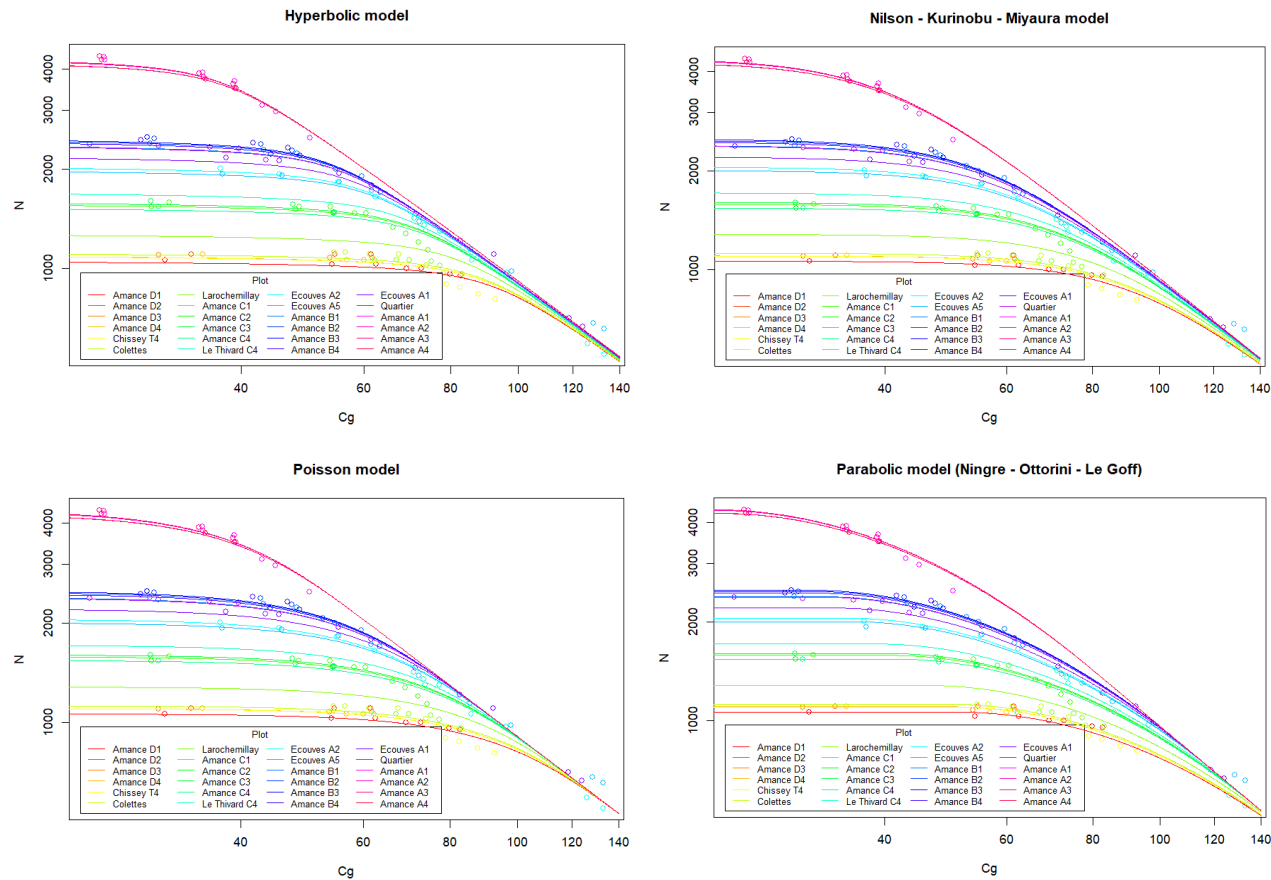 Hyperbolic model
N
4000
3000
2000
1000
Plot
Amance D1 Larochemillay Ecouves A2 Ecouves A1
Amance D2 Amance C1 Ecouves A5 Quartier
Amance D3 Amance C2 Amance B1 Amance A1
Amance D4 Amance C3 Amance B2 Amance A2
Chissey T4 Amance C4 Amance B3 Amance A3
Colettes Le Thivard C4 Amance B4 Amance A4
40 60 80 100 120 140
Cg
Nilson - Kurinobu - Miyaura model
N
4000
3000
2000
1000
Plot
Amance D1 Larochemillay Ecouves A2 Ecouves A1
Amance D2 Amance C1 Ecouves A5 Quartier
Amance D3 Amance C2 Amance B1 Amance A1
Amance D4 Amance C3 Amance B2 Amance A2
Chissey T4 Amance C4 Amance B3 Amance A3
Colettes Le Thivard C4 Amance B4 Amance A4
40 60 80 100 120 140
Cg
Poisson model
N
4000
3000
2000
1000
Plot
Amance D1 Larochemillay Ecouves A2 Ecouves A1
Amance D2 Amance C1 Ecouves A5 Quartier
Amance D3 Amance C2 Amance B1 Amance A1
Amance D4 Amance C3 Amance B2 Amance A2
Chissey T4 Amance C4 Amance B3 Amance A3
Colettes Le Thivard C4 Amance B4 Amance A4
40 60 80 100 120 140
Cg
Parabolic model (Ningre - Ottorini - Le Goff)
N
4000
3000
2000
1000
Plot
Amance D1 Larochemillay Ecouves A2 Ecouves A1
Amance D2 Amance C1 Ecouves A5 Quartier
Amance D3 Amance C2 Amance B1 Amance A1
Amance D4 Amance C3 Amance B2 Amance A2
Chissey T4 Amance C4 Amance B3 Amance A3
Colettes Le Thivard C4 Amance B4 Amance A4
40 60 80 100 120 140
Cg